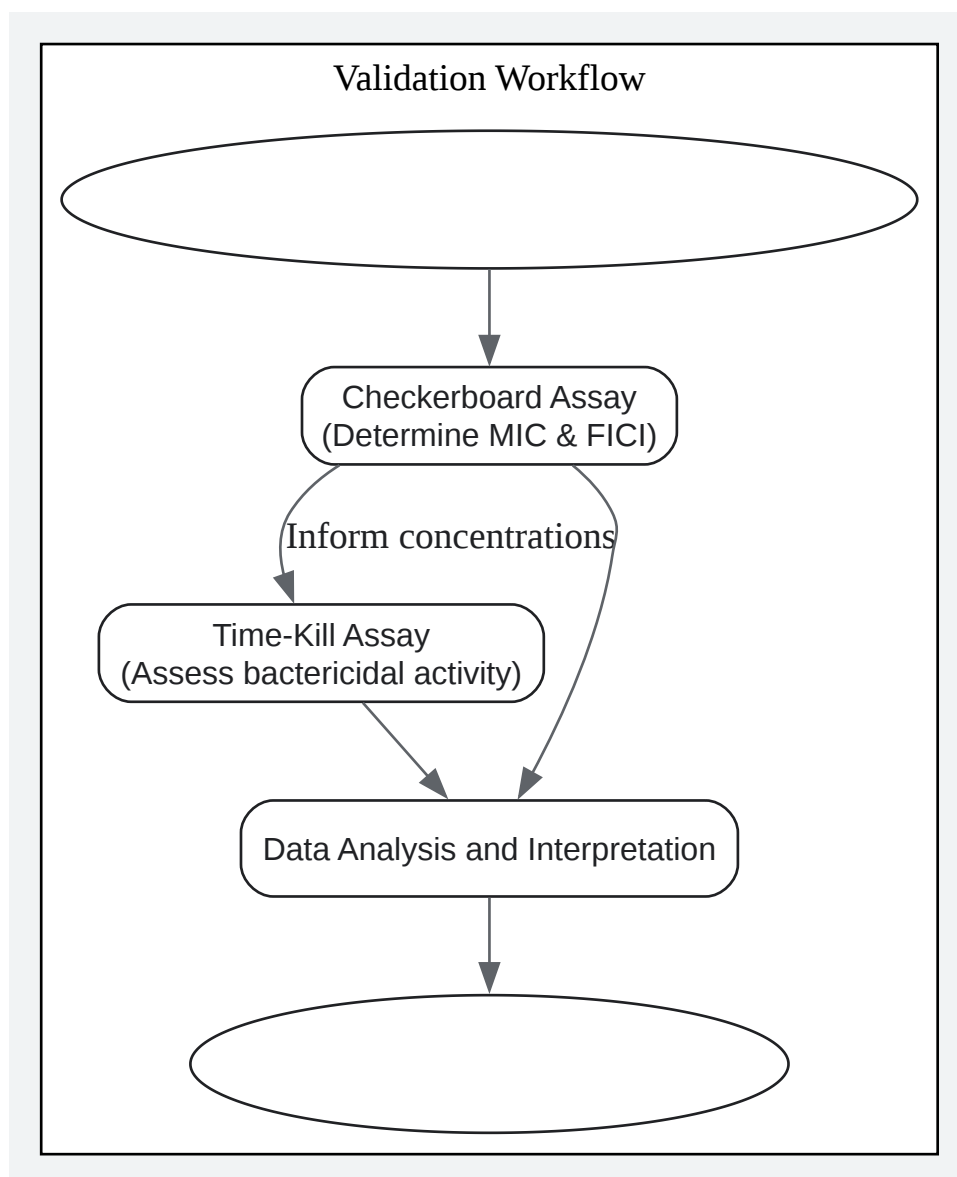 Validation Workflow
Checkerboard Assay
(Determine MIC & FICI)
Inform concentrations
Time-Kill Assay
(Assess bactericidal activity)
Data Analysis and Interpretation